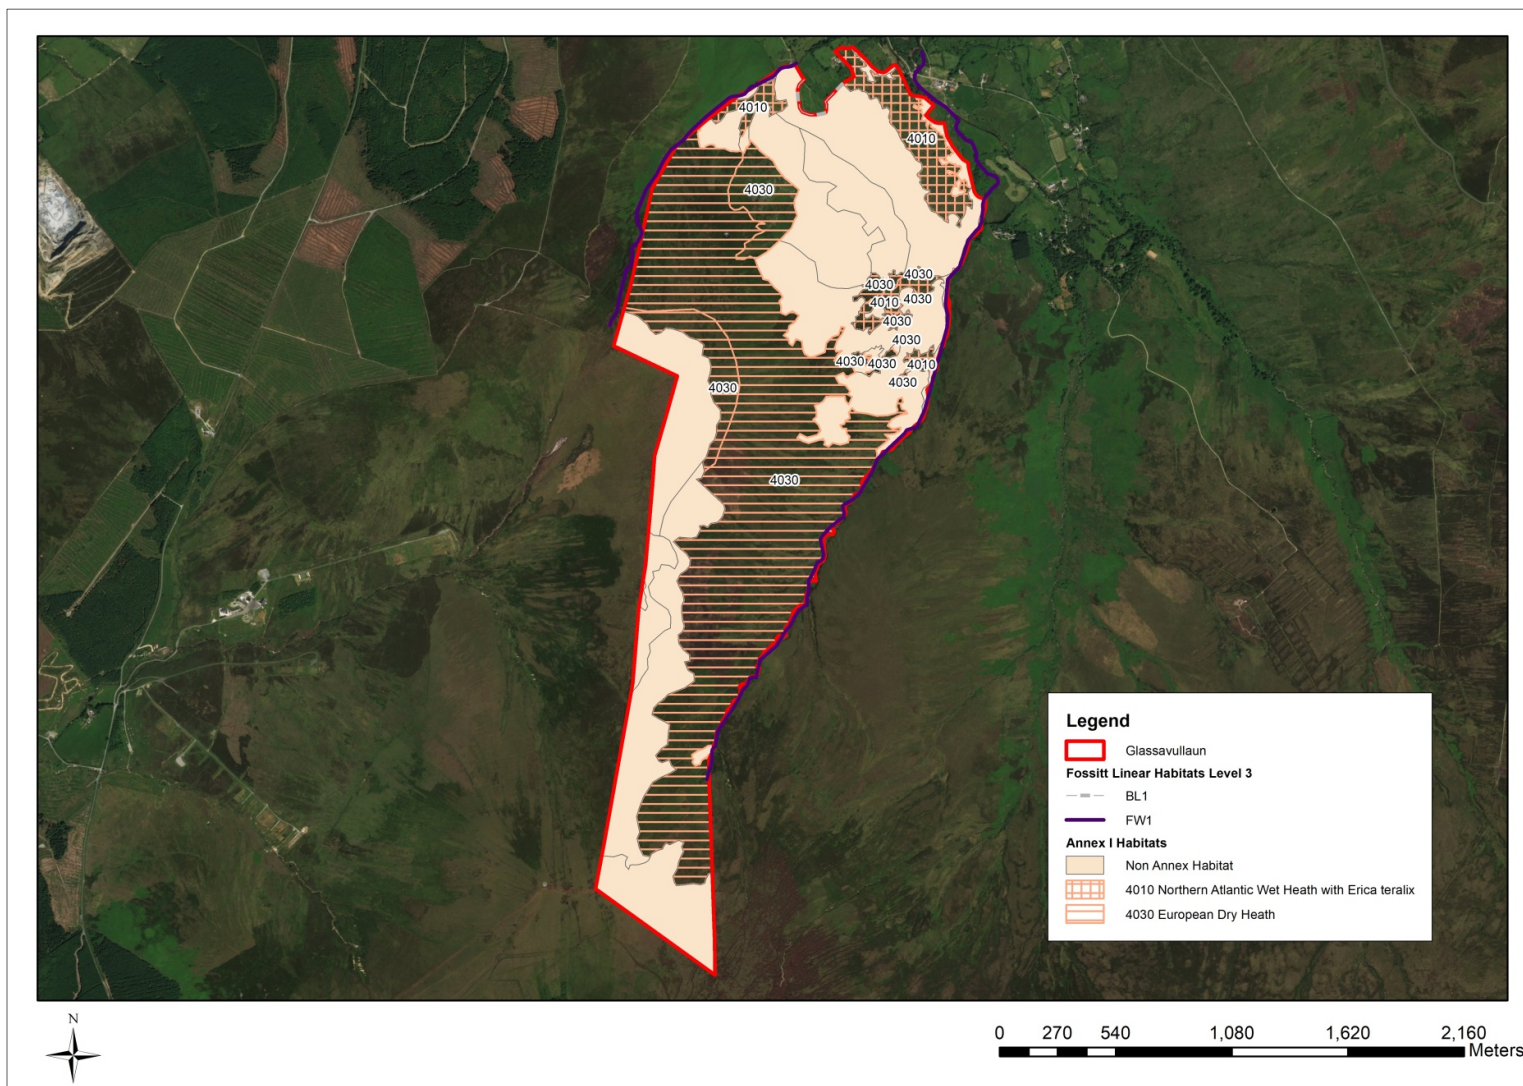 4010
4010
4030
4030
4030
4010
4030
4030
4030
4030
4030
4010
4030
4030
4030
Legend
Glassavullaun
Fossitt Linear Habitats Level 3
BL1
FW1
Annex I Habitats
Non Annex Habitat
4010 Northern Atlantic Wet Heath with Erica teralix
4030 European Dry Heath
N
0 270 540 1,080 1,620 2,160
Meters